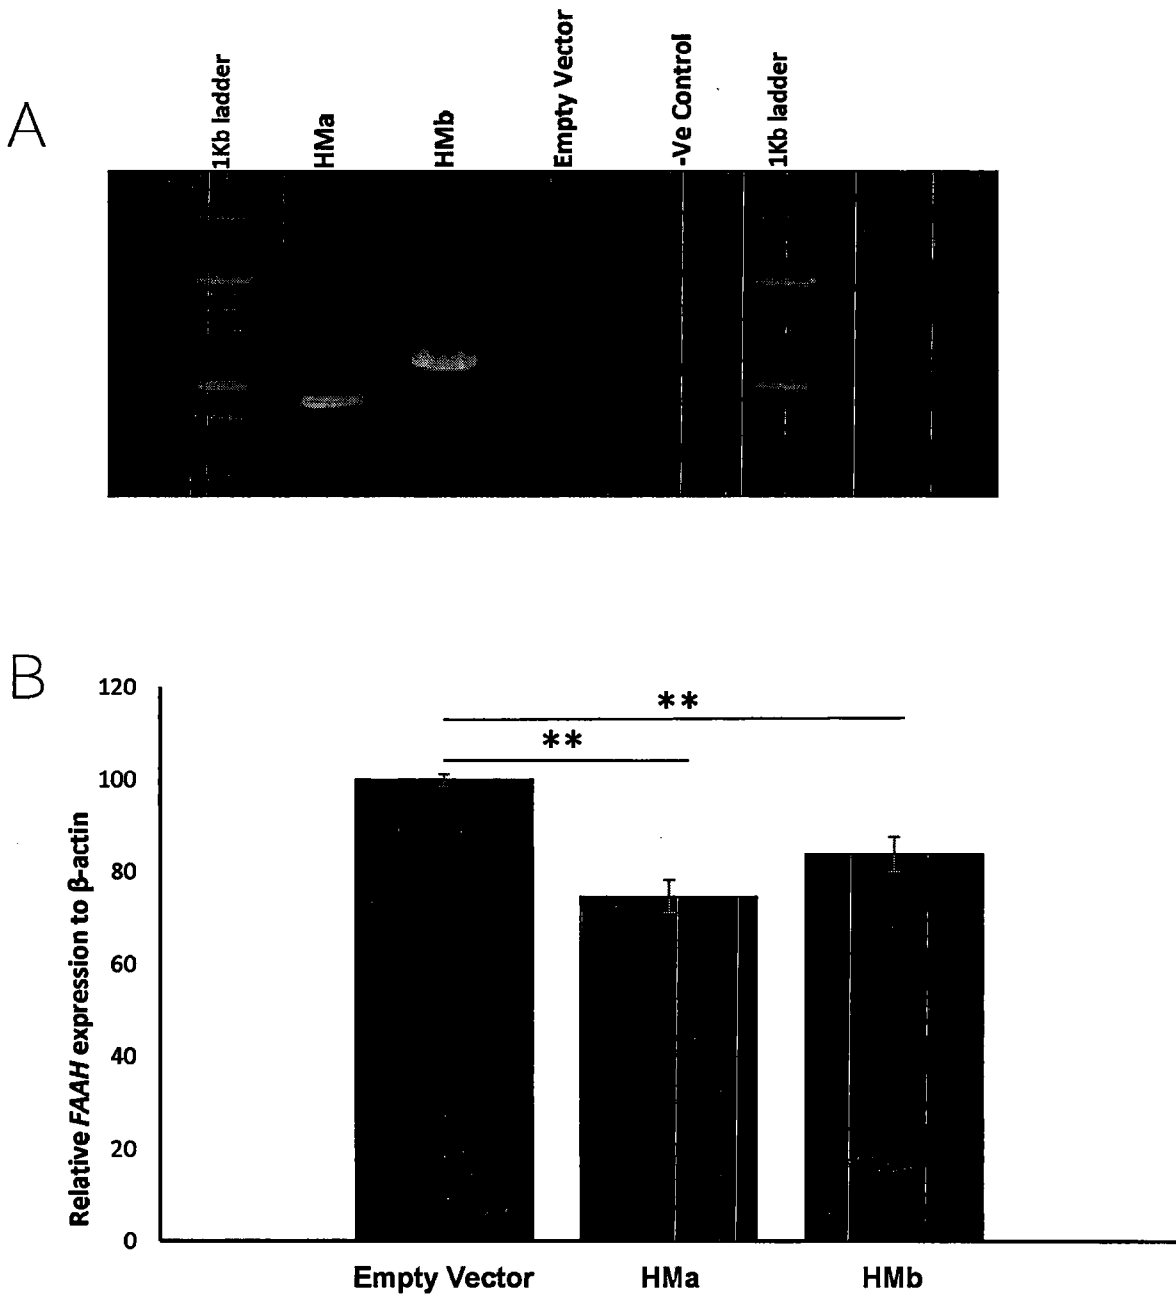 A
1Kb ladder
HMa
HMb
Empty Vector
-Ve Control
1Kb ladder
B
Relative FAAH expression to β-actin
120
100
80
60
40
20
0
**
**
Empty Vector
HMa
HMb